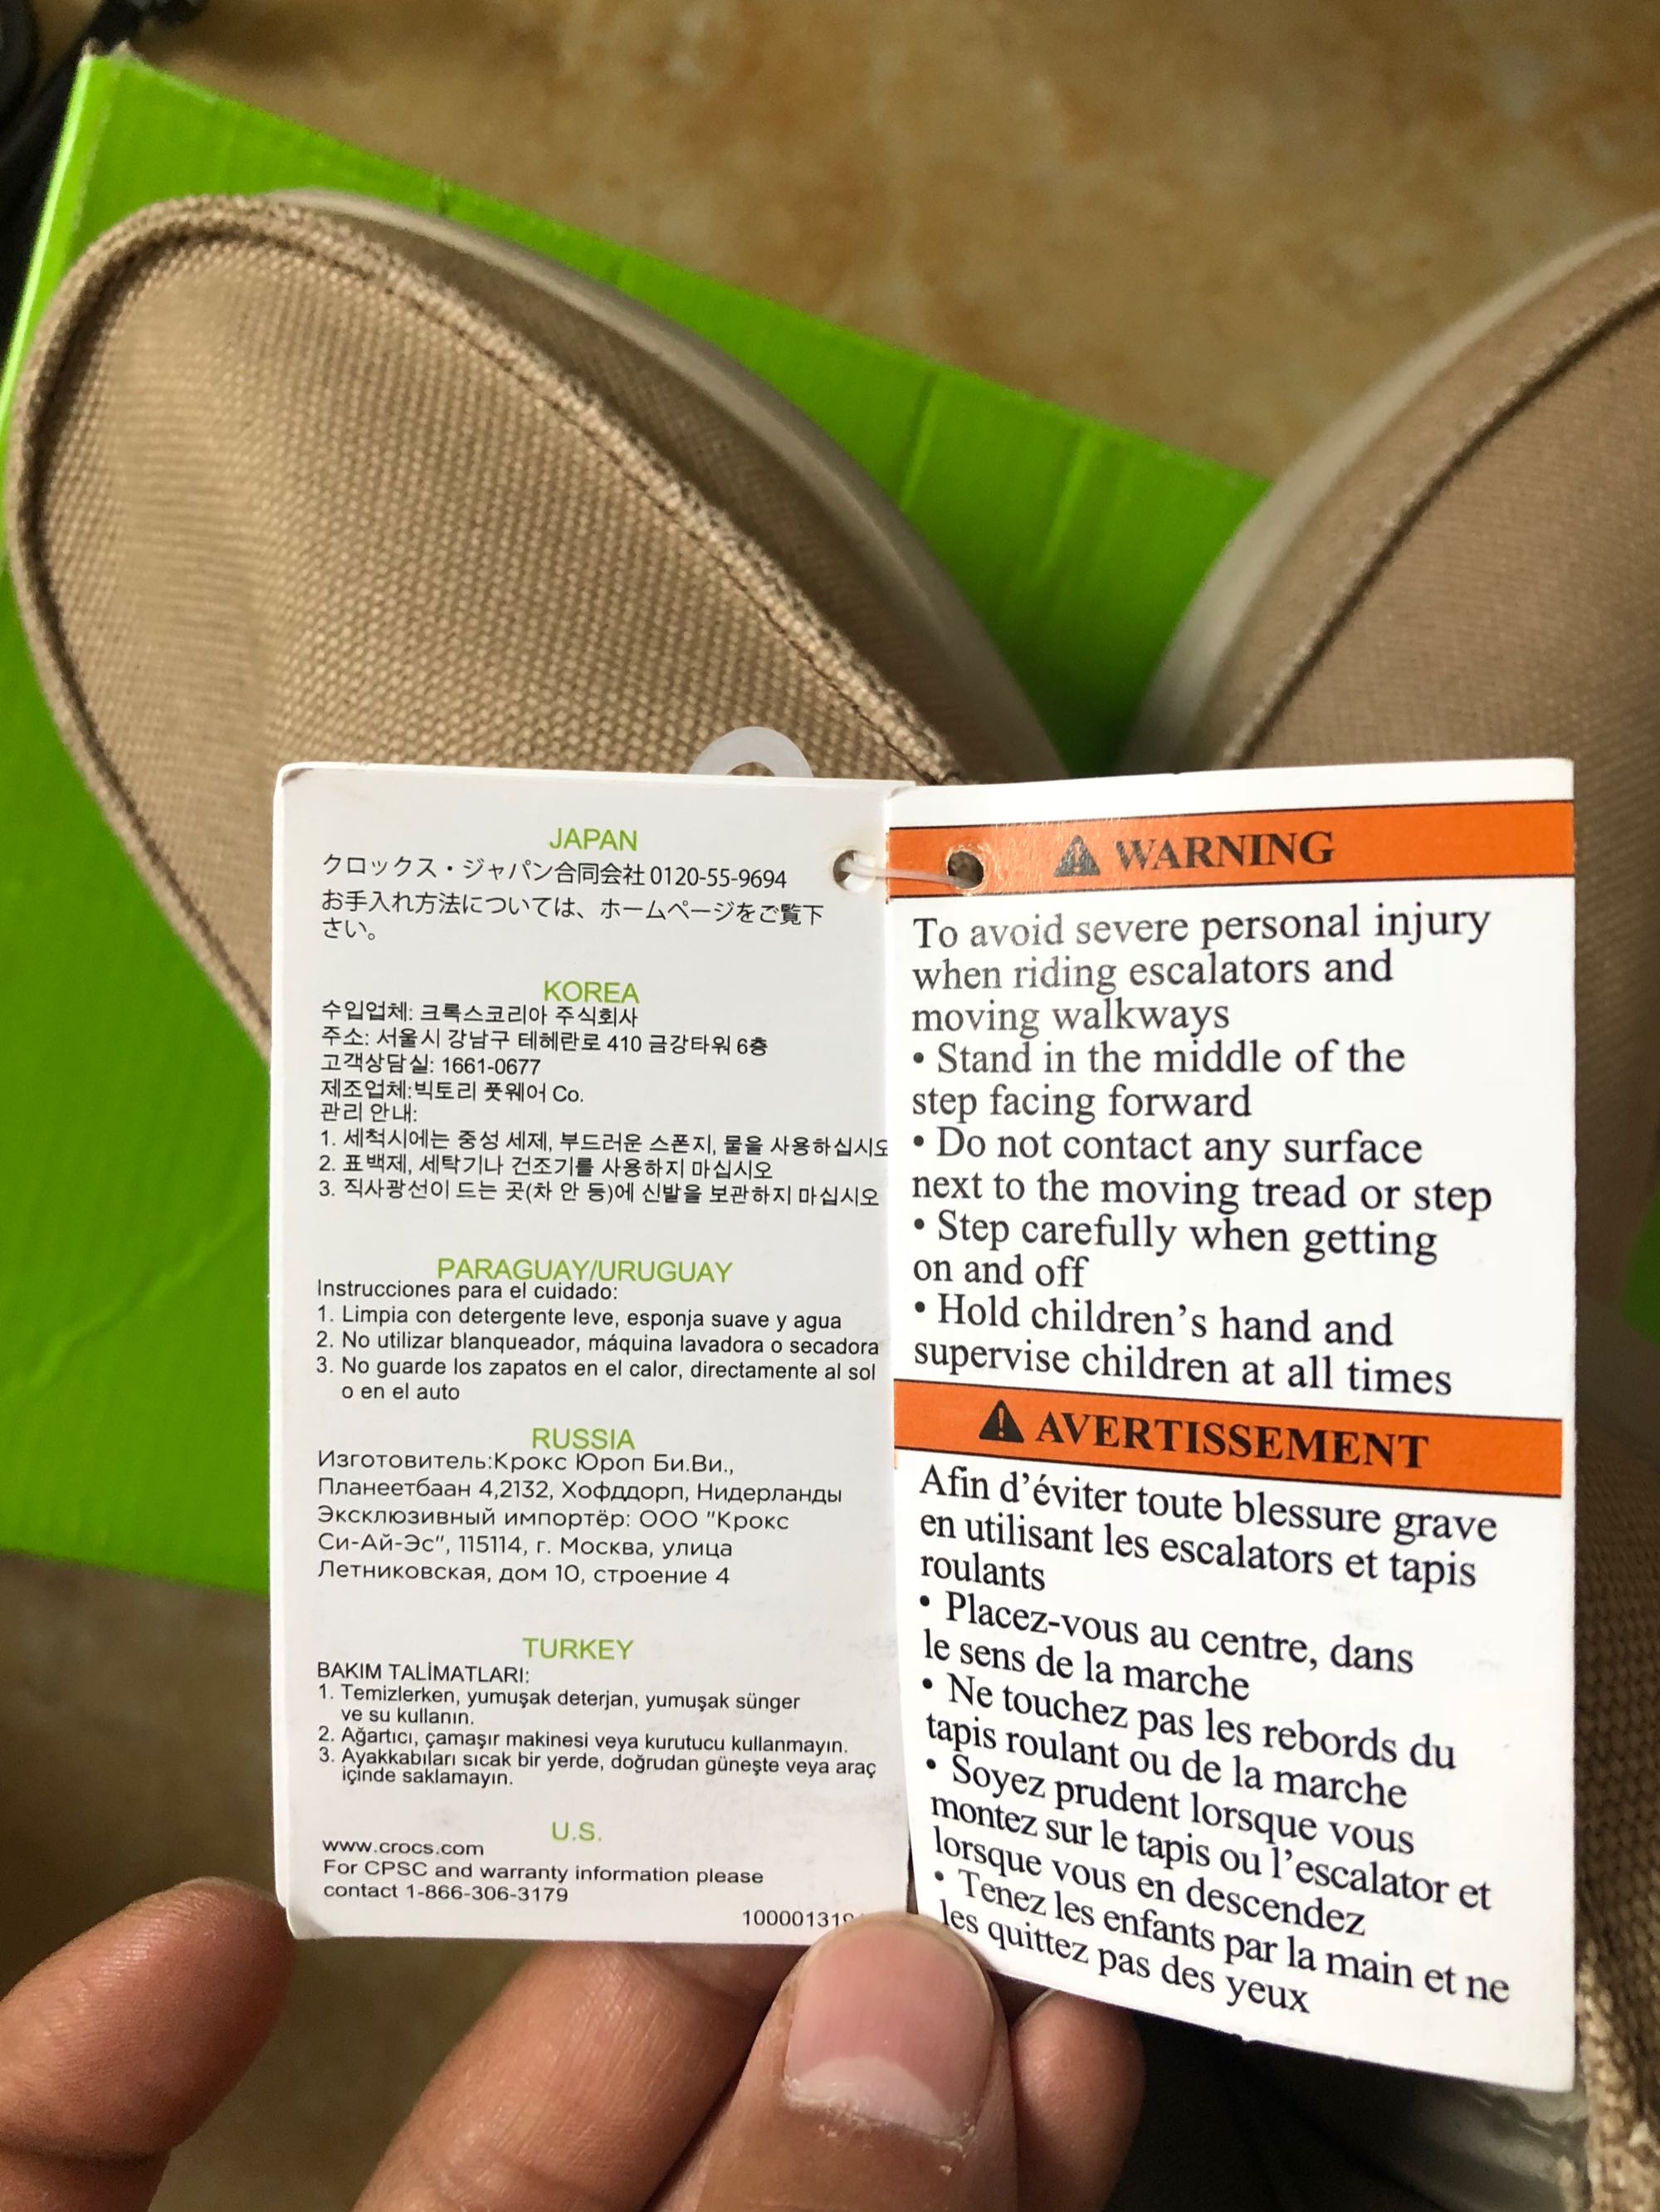 JAPAN
クロックス・ジャパン合同会社 0120-55-9694
お手入れ方法については、ホームページをご覧下
さい。
KOREA
수입업체: 크록스코리아 주식회사
주소: 서울시 강남구 테헤란로 410 금강타워 6층
고객상담실: 1661-0677
제조업체:빅토리 풋웨어 Co.
관리 안내:
1. 세척시에는 중성 세제, 부드러운 스폰지, 물을 사용하십시오
2. 표백제, 세탁기나 건조기를 사용하지 마십시오
3. 직사광선이 드는 곳(차 안 등)에 신발을 보관하지 마십시오
PARAGUAY/URUGUAY
Instrucciones para el cuidado:
1. Limpia con detergente leve, esponja suave y agua
2. No utilizar blanqueador, máquina lavadora o secadora
3. No guarde los zapatos en el calor, directamente al sol
o en el auto
RUSSIA
Изготовитель:Крокс Юроп Би.Ви.,
Планеетбаан 4,2132, Хофддорп, Нидерланды
Эксклюзивный импортёр: ООО "Крокс
Си-Ай-Эс", 115114, г. Москва, улица
Летниковская, дом 10, строение 4
TURKEY
BAKIM TALİMATLARI:
1. Temizlerken, yumuşak deterjan, yumuşak sünger
ve su kullanın.
2. Ağartıcı, çamaşır makinesi veya kurutucu kullanmayın.
3. Ayakkabıları sıcak bir yerde, doğrudan güneşte veya araç
içinde saklamayın.
U.S.
www.crocs.com
For CPSC and warranty information please
contact 1-866-306-3179
WARNING
To avoid severe personal injury
when riding escalators and
moving walkways
• Stand in the middle of the
step facing forward
• Do not contact any surface
next to the moving tread or step
• Step carefully when getting
on and off
• Hold children's hand and
supervise children at all times
AVERTISSEMENT
Afin d'éviter toute blessure grave
en utilisant les escalators et tapis
roulants
• Placez-vous au centre, dans
le sens de la marche
• Ne touchez pas les rebords du
tapis roulant ou de la marche
• Soyez prudent lorsque vous
montez sur le tapis ou l'escalator et
lorsque vous en descendez
• Tenez les enfants par la main et ne
les quittez pas des yeux